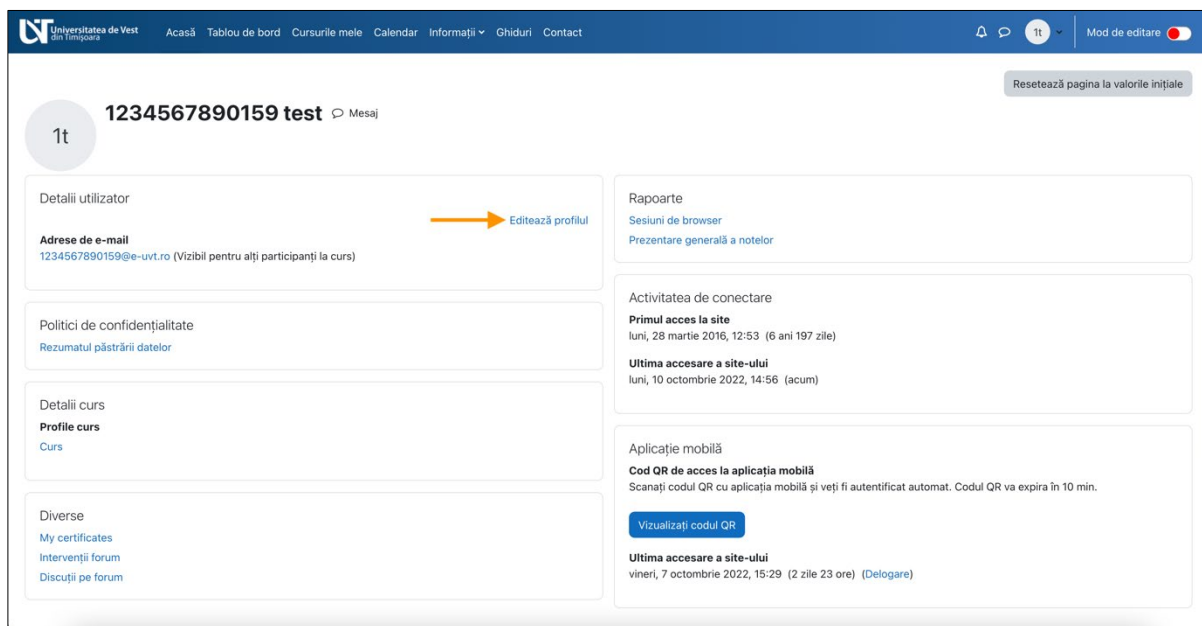 Universitatea de Vest
din Timișoara
Acasă Tablou de bord Cursurile mele Calendar Informații Ghiduri Contact
1t
Mod de editare
Resetează pagina la valorile inițiale
1t
1234567890159 test Mesaj
Detalii utilizator
Editează profilul
Adrese de e-mail
1234567890159@e-uvt.ro (Vizibil pentru alți participanți la curs)
Politici de confidențialitate
Rezumatul păstrării datelor
Detalii curs
Profile curs
Curs
Diverse
My certificates
Intervenții forum
Discuții pe forum
Rapoarte
Sesiuni de browser
Prezentare generală a notelor
Activitatea de conectare
Primul acces la site
luni, 28 martie 2016, 12:53 (6 ani 197 zile)
Ultima accesare a site-ului
luni, 10 octombrie 2022, 14:56 (acum)
Aplicație mobilă
Cod QR de acces la aplicația mobilă
Scanați codul QR cu aplicația mobilă și veți fi autentificat automat. Codul QR va expira în 10 min.
Vizualizați codul QR
Ultima accesare a site-ului
vineri, 7 octombrie 2022, 15:29 (2 zile 23 ore) (Delogare)